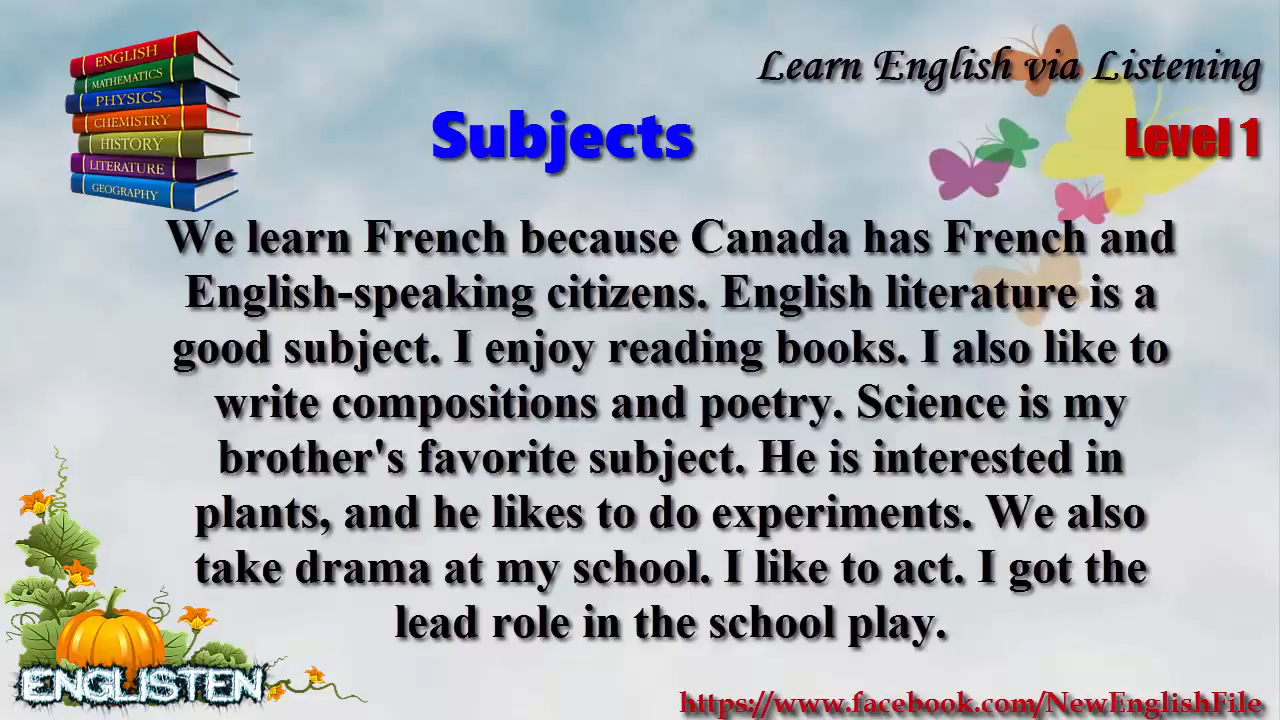 Learn English via Listening
Subjects
Level 1
ENGLISH
MATHEMATICS
PHYSICS
CHEMISTRY
HISTORY
LITERATURE
GEOGRAPHY
We learn French because Canada has French and
English-speaking citizens. English literature is a
good subject. I enjoy reading books. I also like to
write compositions and poetry. Science is my
brother's favorite subject. He is interested in
plants, and he likes to do experiments. We also
take drama at my school. I like to act. I got the
lead role in the school play.
ENGLISTEN
https://www.facebook.com/NewEnglishFile